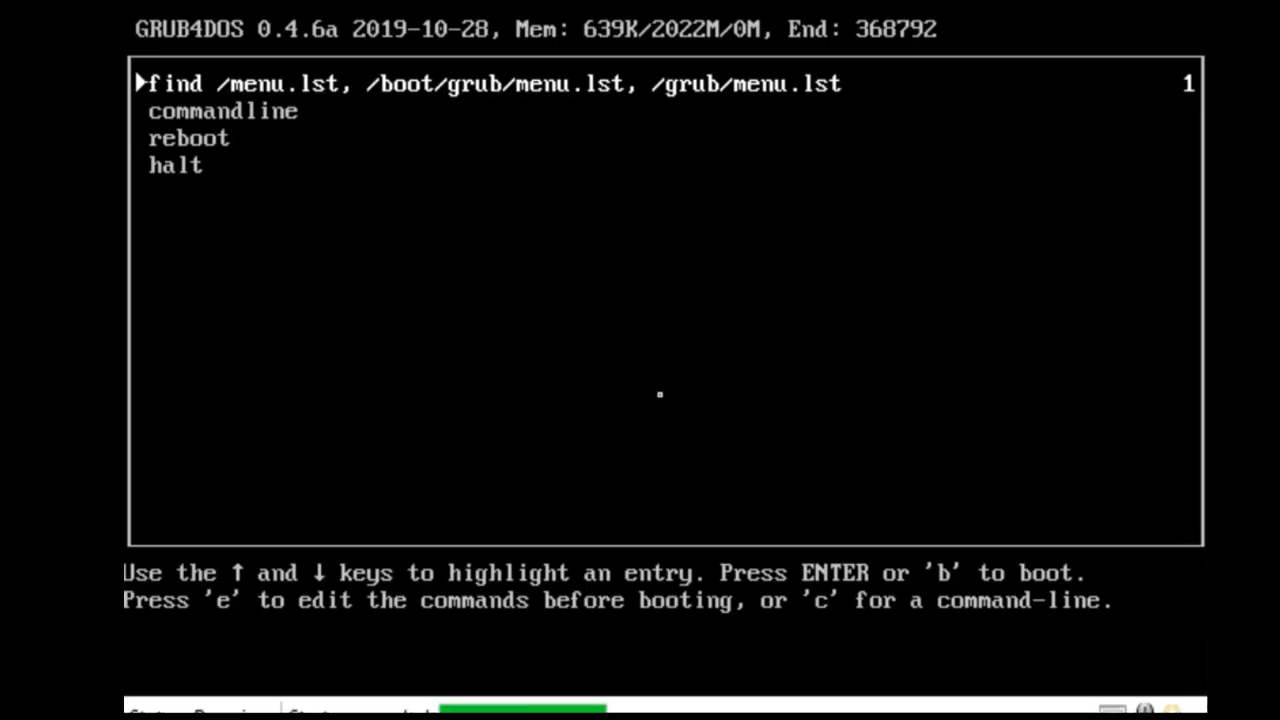 GRUB4DOS 0.4.6a 2019-10-28, Mem: 639K/2022M/0M, End: 368792
find /menu.lst, /boot/grub/menu.lst, /grub/menu.lst 1
commandline
reboot
halt
Use the ↑ and ↓ keys to highlight an entry. Press ENTER or 'b' to boot.
Press 'e' to edit the commands before booting, or 'c' for a command-line.